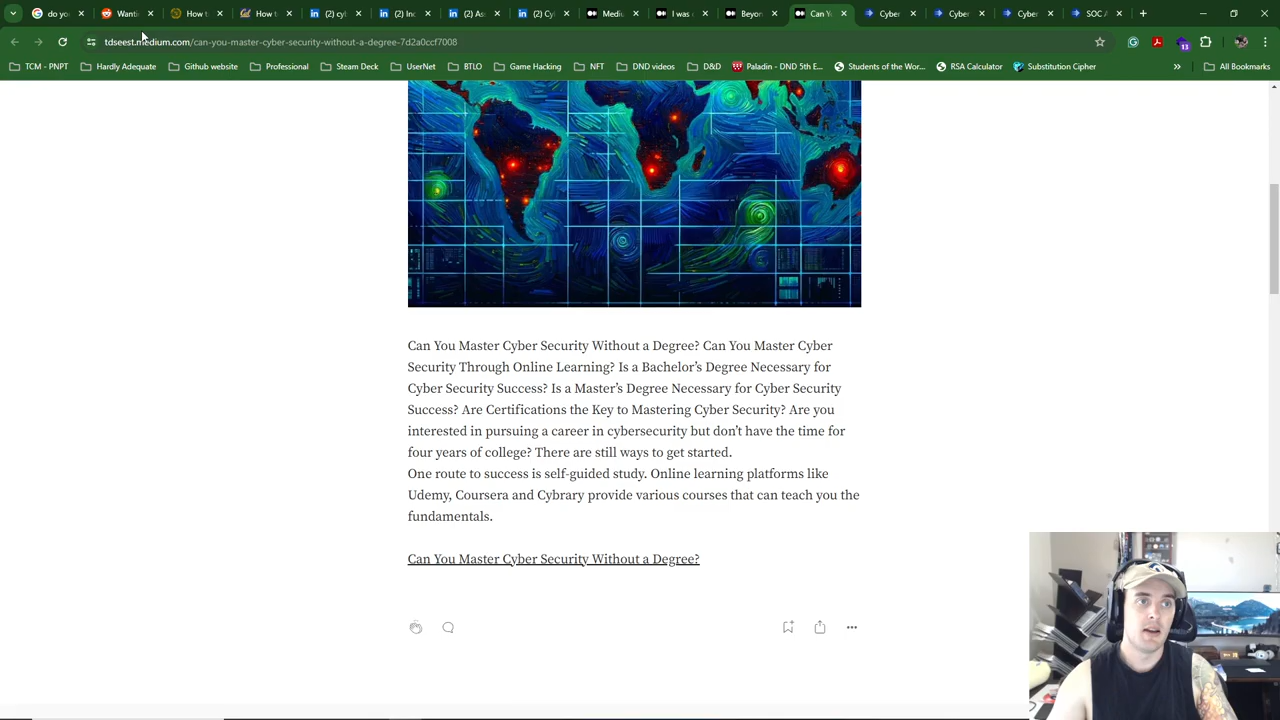 do yo
Wanti
How t
How t
(2) cyl
(2) Inc
(2) Ass
(2) Cy
Mediu
I was
Beyon
Can Y
Cyber
Cyber
Cyber
SOC A
tdseest.medium.com/can-you-master-cyber-security-without-a-degree-7d2a0ccf7008
13
TCM - PNPT
Hardly Adequate
Github website
Professional
Steam Deck
UserNet
BTLO
Game Hacking
NFT
DND videos
D&D
Paladin - DND 5th E...
Students of the Wor...
RSA Calculator
Substitution Cipher
»
All Bookmarks
Can You Master Cyber Security Without a Degree? Can You Master Cyber
Security Through Online Learning? Is a Bachelor’s Degree Necessary for
Cyber Security Success? Is a Master’s Degree Necessary for Cyber Security
Success? Are Certifications the Key to Mastering Cyber Security? Are you
interested in pursuing a career in cybersecurity but don’t have the time for
four years of college? There are still ways to get started.
One route to success is self-guided study. Online learning platforms like
Udemy, Coursera and Cybrary provide various courses that can teach you the
fundamentals.
Can You Master Cyber Security Without a Degree?